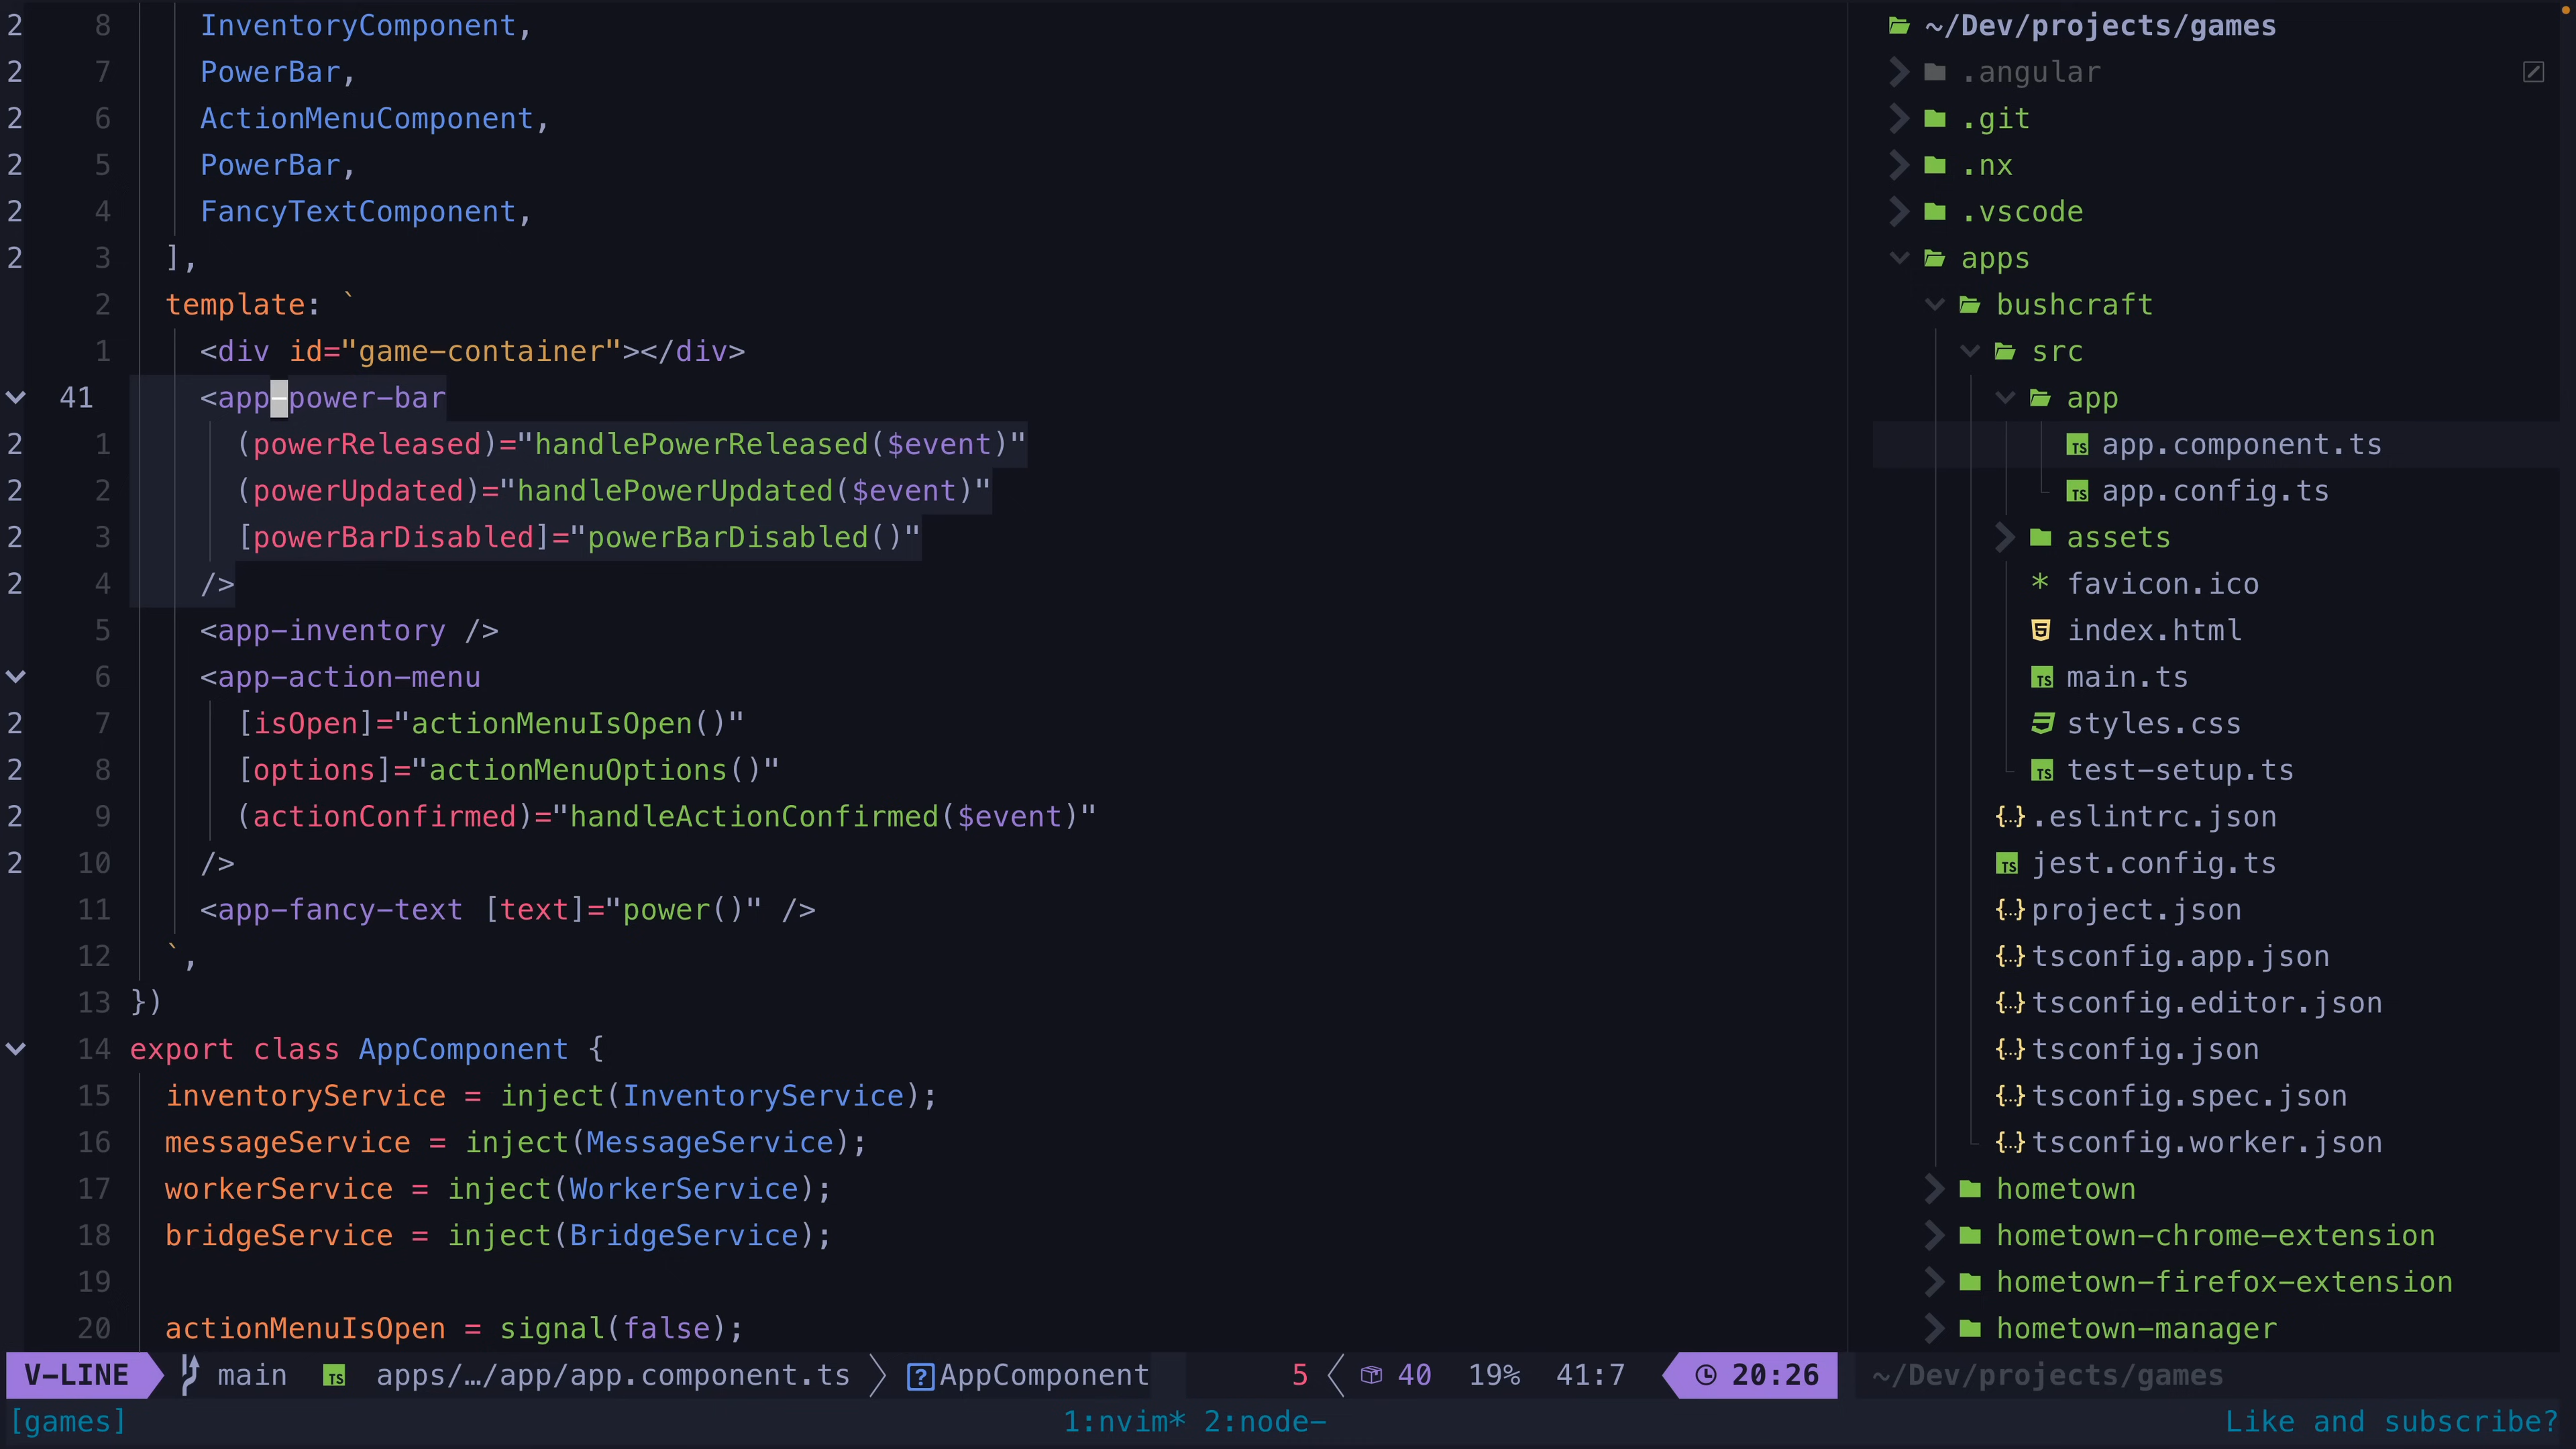 2 8 InventoryComponent,
2 7 PowerBar,
2 6 ActionMenuComponent,
2 5 PowerBar,
2 4 FancyTextComponent,
2 3 ],
2 template: `
1 <div id="game-container"></div>
41 <app-power-bar
2 1 (powerReleased)="handlePowerReleased($event)"
2 2 (powerUpdated)="handlePowerUpdated($event)"
2 3 [powerBarDisabled]="powerBarDisabled()"
2 4 />
5 <app-inventory />
6 <app-action-menu
2 7 [isOpen]="actionMenuIsOpen()"
2 8 [options]="actionMenuOptions()"
2 9 (actionConfirmed)="handleActionConfirmed($event)"
2 10 />
11 <app-fancy-text [text]="power()" />
12 `,
13 })
14 export class AppComponent {
15 inventoryService = inject(InventoryService);
16 messageService = inject(MessageService);
17 workerService = inject(WorkerService);
18 bridgeService = inject(BridgeService);
19
20 actionMenuIsOpen = signal(false);
~/Dev/projects/games
.angular
.git
.nx
.vscode
apps
bushcraft
src
app
TS app.component.ts
TS app.config.ts
assets
* favicon.ico
5 index.html
TS main.ts
styles.css
TS test-setup.ts
{…} .eslintrc.json
TS jest.config.ts
{…} project.json
{…} tsconfig.app.json
{…} tsconfig.editor.json
{…} tsconfig.json
{…} tsconfig.spec.json
{…} tsconfig.worker.json
hometown
hometown-chrome-extension
hometown-firefox-extension
hometown-manager
V-LINE main TS apps/…/app/app.component.ts ? AppComponent 5 40 19% 41:7 20:26 ~/Dev/projects/games
[games] 1:nvim* 2:node- Like and subscribe?